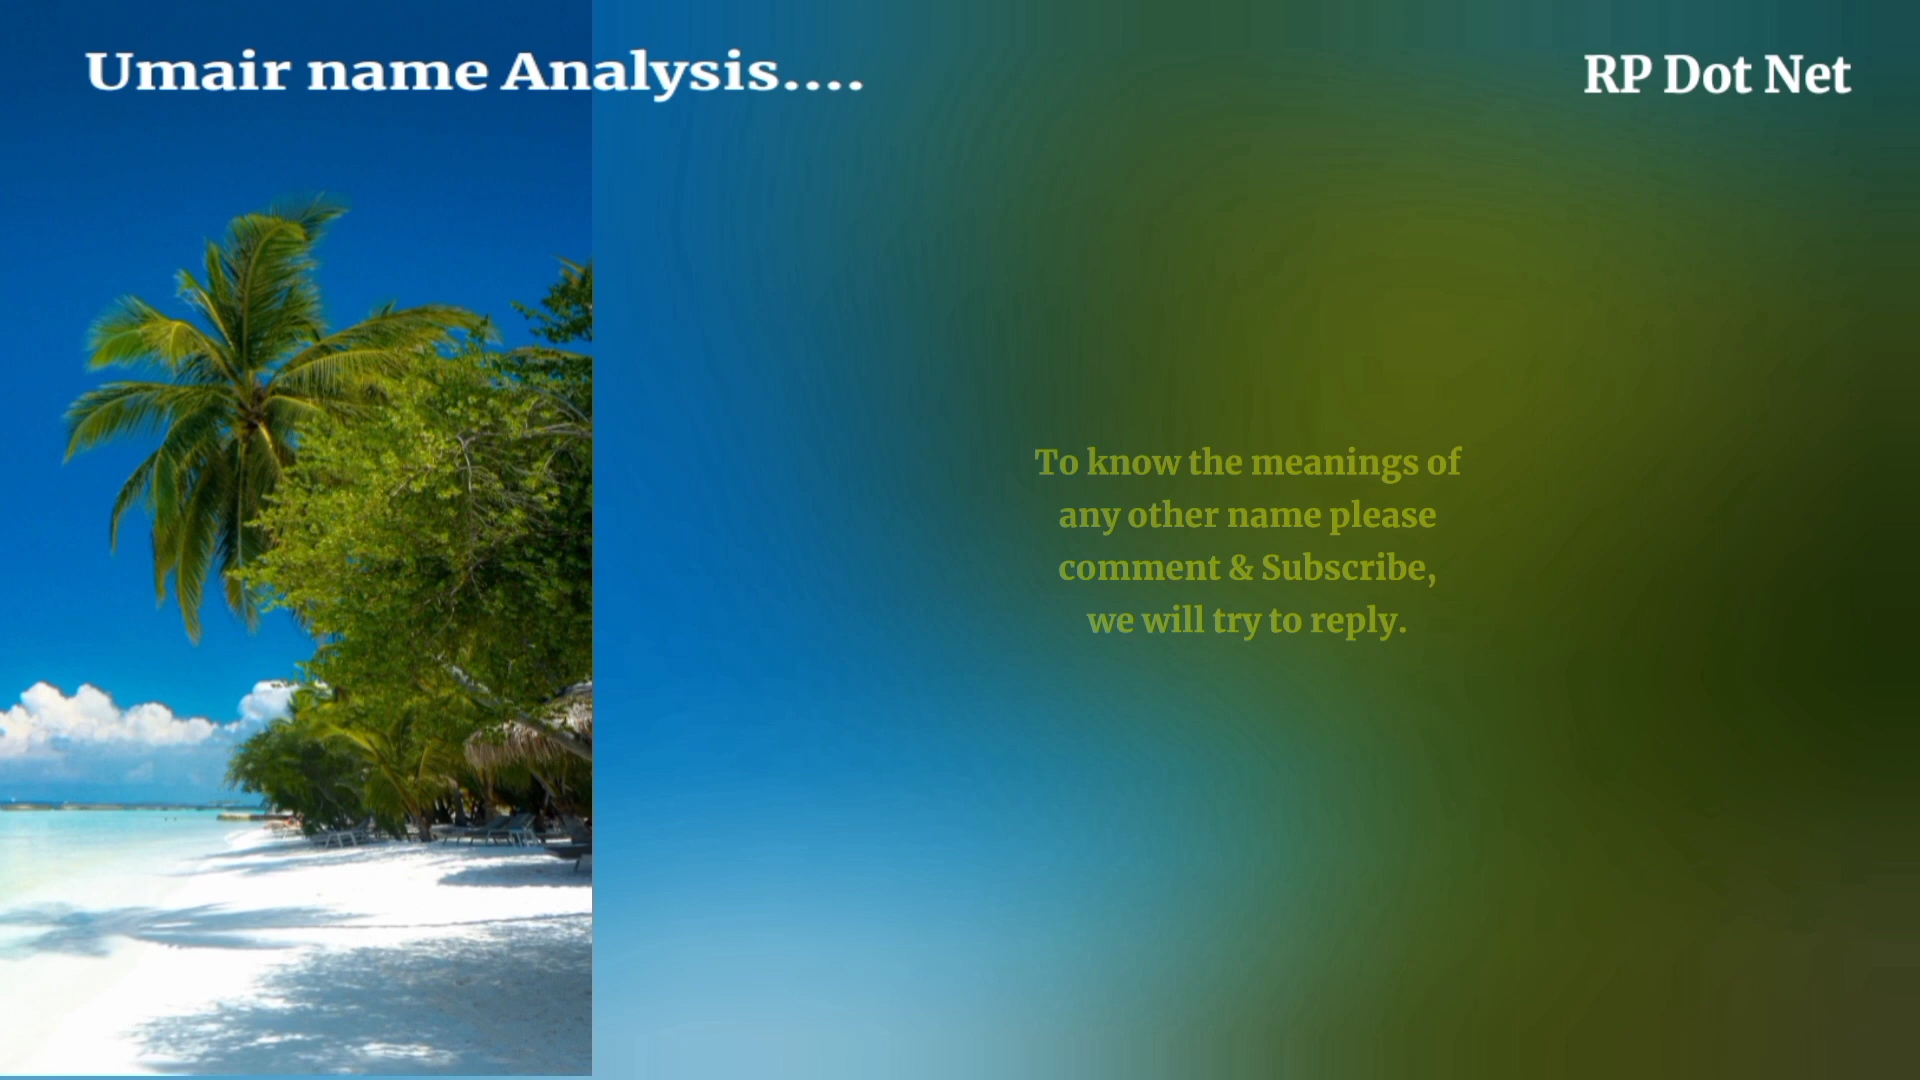 Umair name Analysis....
RP Dot Net
To know the meanings of
any other name please
comment & Subscribe,
we will try to reply.